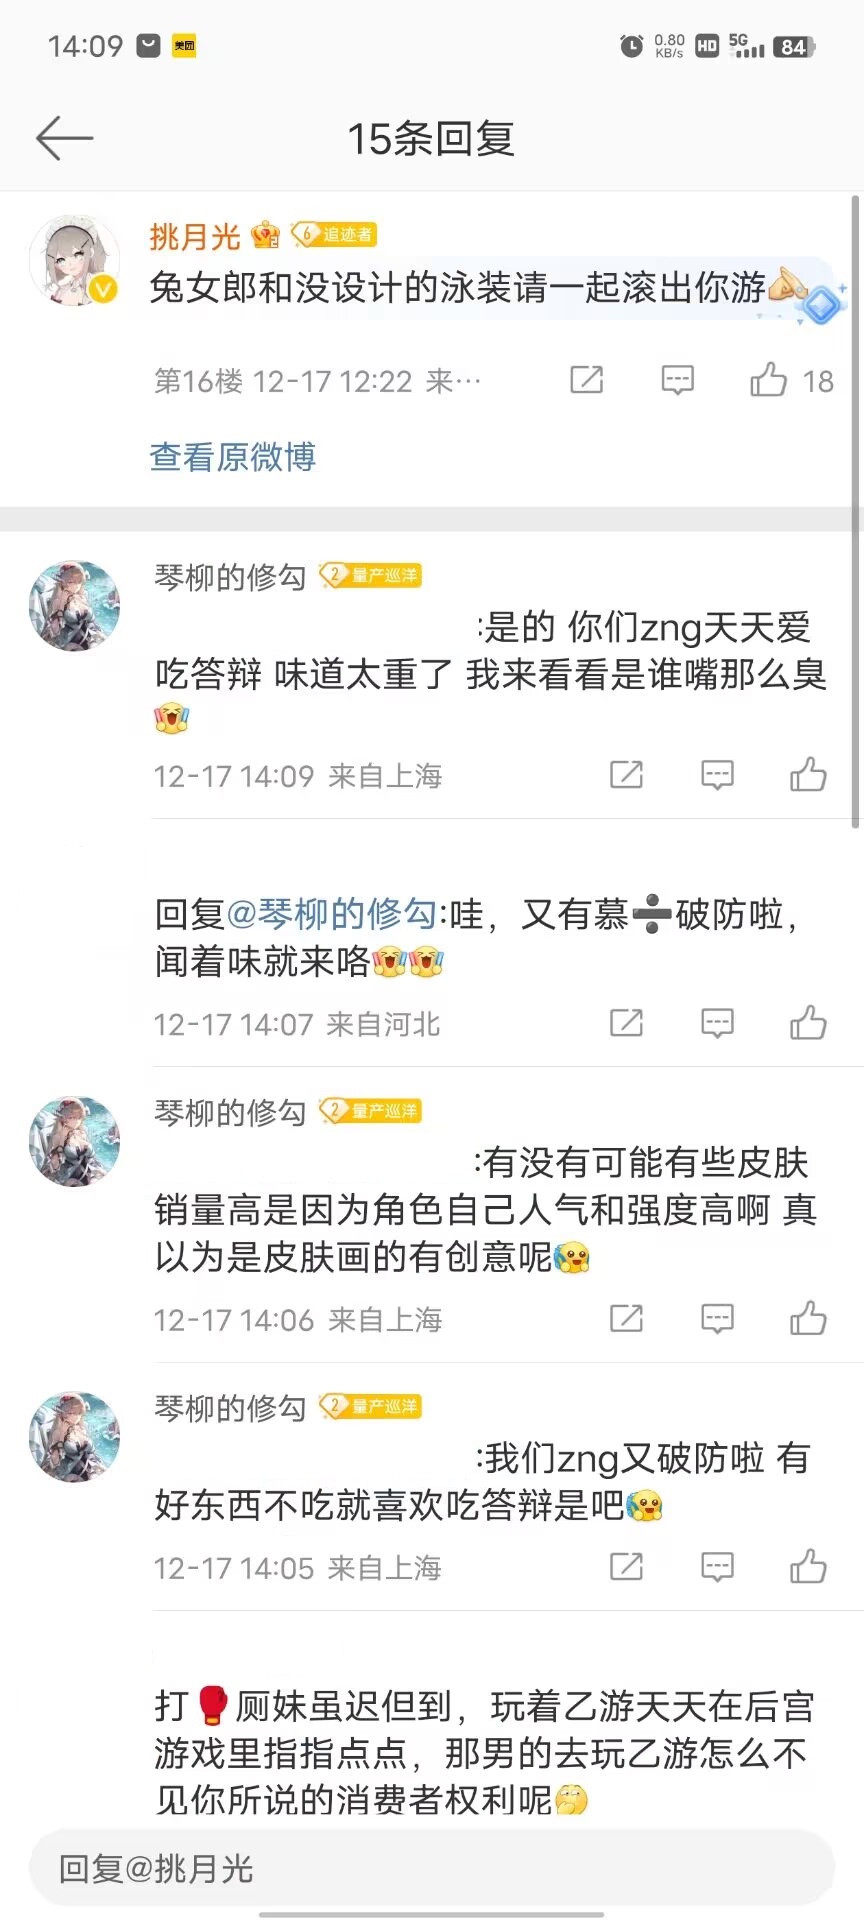 14:09 美团 0.80 KB/s HD 5G 84
15条回复
挑月光 6 追迹者
兔女郎和没设计的泳装请一起滚出你游
第16楼 12-17 12:22 来… 18
查看原微博
琴柳的修勾 2 量产巡洋
:是的 你们zng天天爱
吃答辩 味道太重了 我来看看是谁嘴那么臭
12-17 14:09 来自上海
回复@琴柳的修勾:哇，又有慕➗破防啦，
闻着味就来咯
12-17 14:07 来自河北
琴柳的修勾 2 量产巡洋
:有没有可能有些皮肤
销量高是因为角色自己人气和强度高啊 真
以为是皮肤画的有创意呢
12-17 14:06 来自上海
琴柳的修勾 2 量产巡洋
:我们zng又破防啦 有
好东西不吃就喜欢吃答辩是吧
12-17 14:05 来自上海
打🥊厕妹虽迟但到，玩着乙游天天在后宫
游戏里指指点点，那男的去玩乙游怎么不
见你所说的消费者权利呢
回复@挑月光